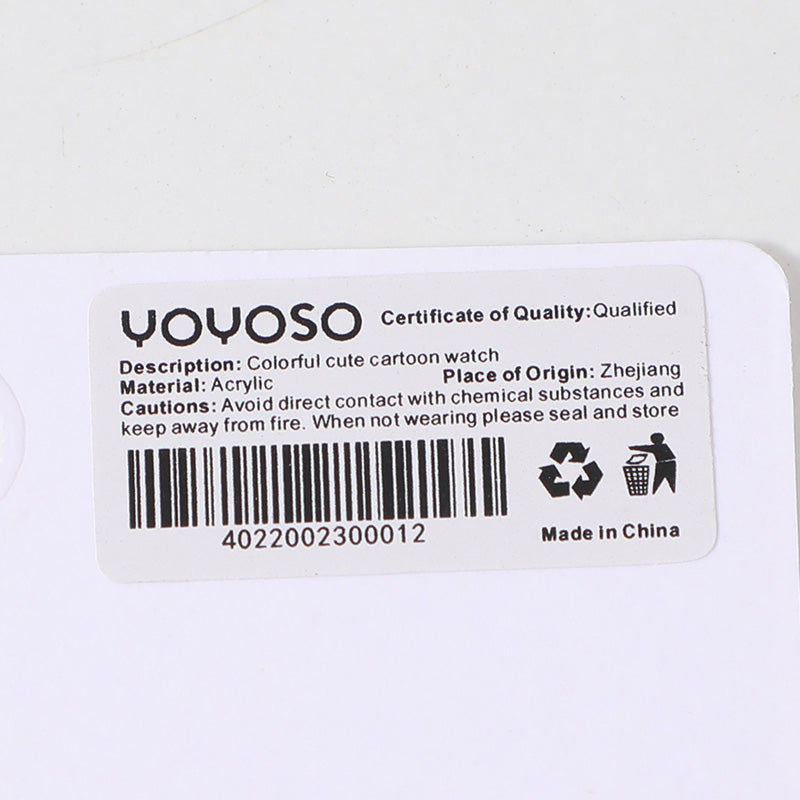 YOYOSO Certificate of Quality:Qualified
Description: Colorful cute cartoon watch
Material: Acrylic Place of Origin: Zhejiang
Cautions: Avoid direct contact with chemical substances and
keep away from fire. When not wearing please seal and store
4022002300012
Made in China